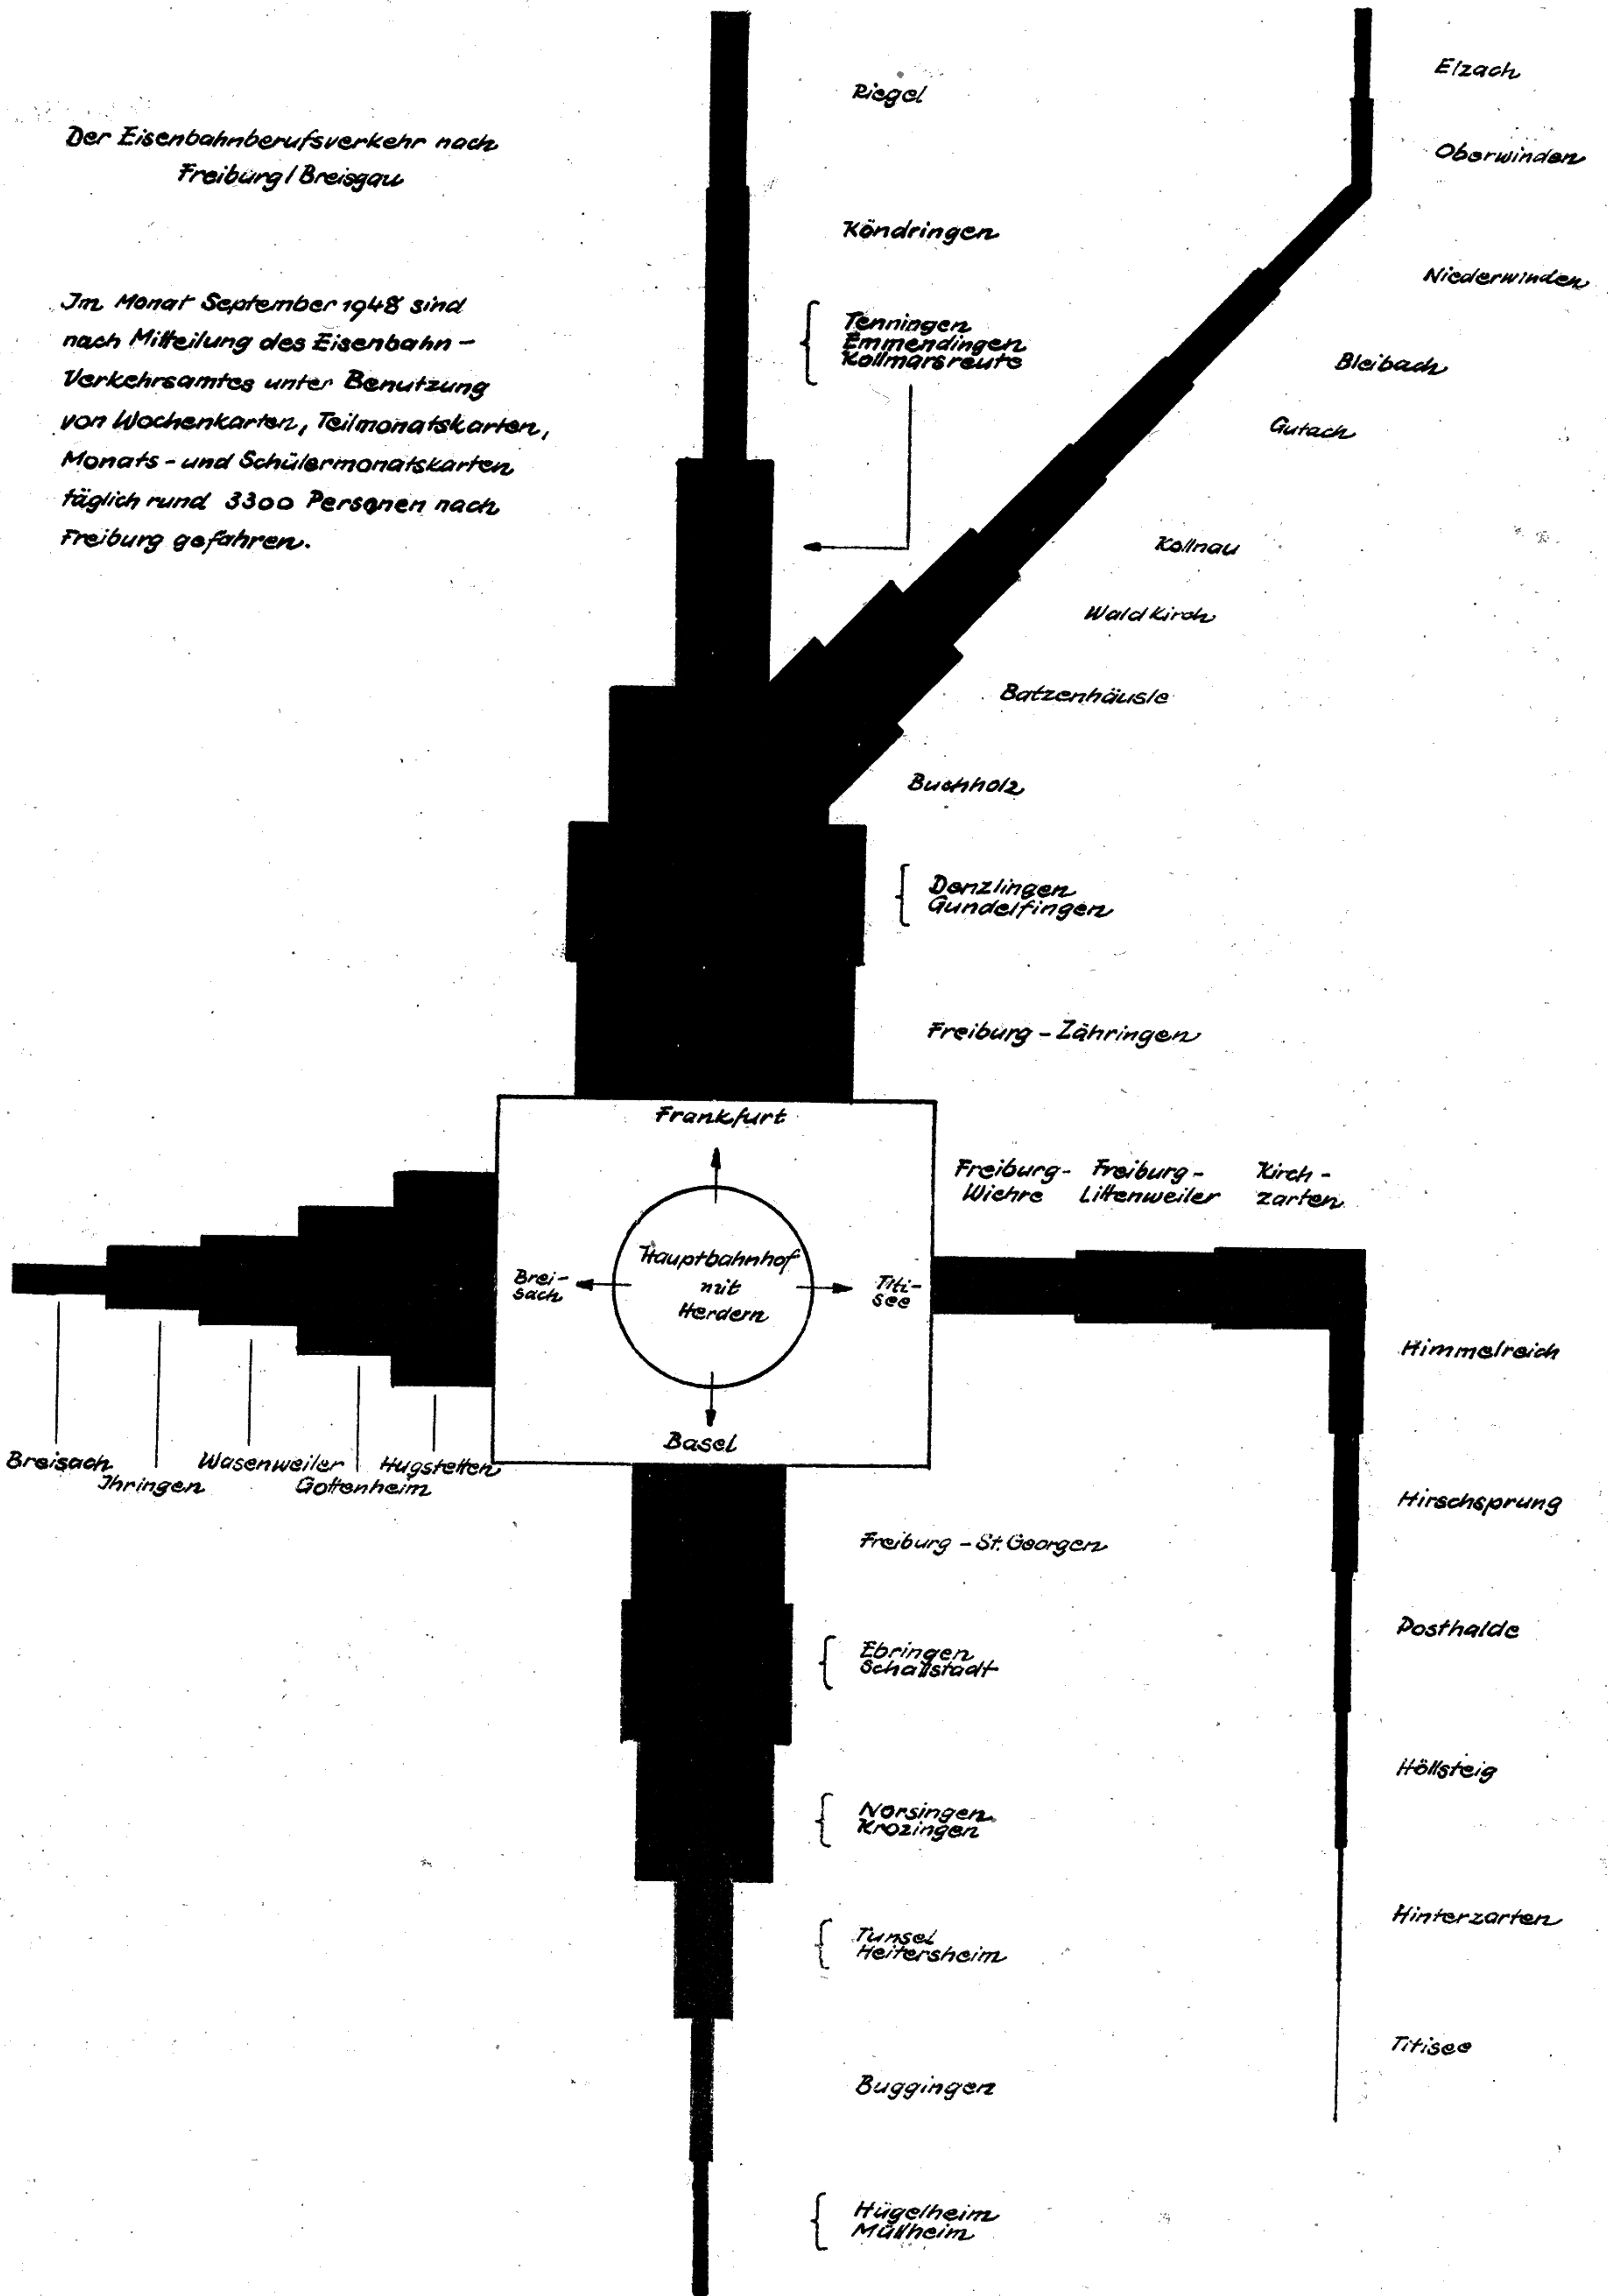 Der Eisenbahnberufsverkehr nach
Freiburg/Breisgau
Im Monat September 1948 sind
nach Mitteilung des Eisenbahn-
Verkehrsamtes unter Benutzung
von Wochenkarten, Teilmonatskarten,
Monats- und Schülermonatskarten
täglich rund 3300 Personen nach
Freiburg gefahren.
Riegel
Köndringen
Tenningen
Emmendingen
Kollmarsreute
Elzach
Oberwinden
Niederwinden
Bleibach
Gutach
Kollnau
Waldkirch
Batzenhäusle
Buchholz
Denzlingen
Gundelfingen
Freiburg-Zähringen
Frankfurt
Hauptbahnhof
mit
Herdern
Brei-
sach
Titi-
see
Basel
Freiburg-
Wiehre
Freiburg-
Littenweiler
Kirch-
zarten
Breisach
Ihringen
Wasenweiler
Gottenheim
Hugstetten
Himmelreich
Hirschsprung
Posthalde
Höllsteig
Hinterzarten
Titisee
Freiburg-St. Georgen
Ebringen
Schallstadt
Norsingen
Krozingen
Tunsel
Heitersheim
Buggingen
Hügelheim
Müllheim